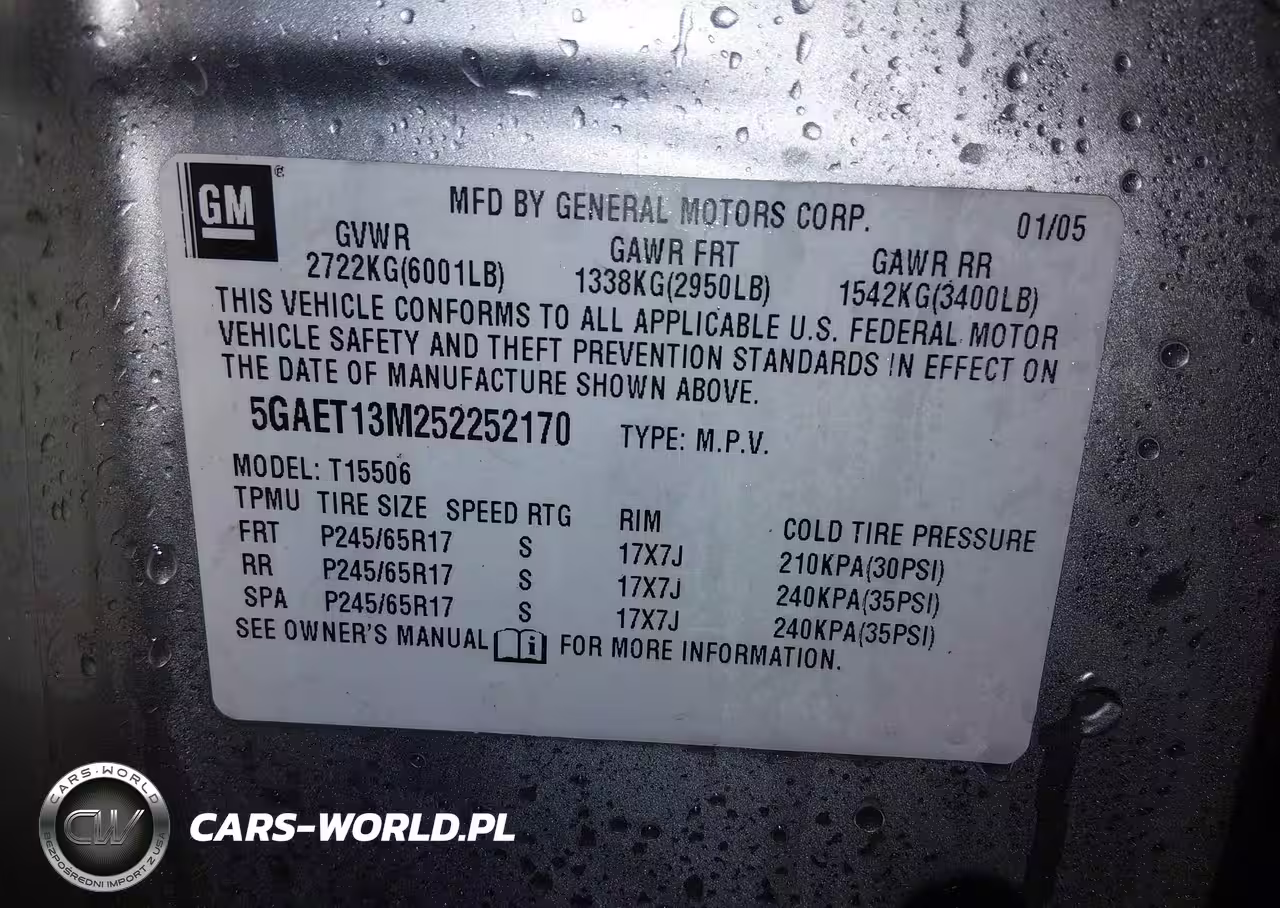 GM
®
MFD BY GENERAL MOTORS CORP. 01/05
GVWR GAWR FRT GAWR RR
2722KG(6001LB) 1338KG(2950LB) 1542KG(3400LB)
THIS VEHICLE CONFORMS TO ALL APPLICABLE U.S. FEDERAL MOTOR
VEHICLE SAFETY AND THEFT PREVENTION STANDARDS IN EFFECT ON
THE DATE OF MANUFACTURE SHOWN ABOVE.
5GAET13M252252170 TYPE: M.P.V.
MODEL: T15506
TPMU TIRE SIZE SPEED RTG RIM COLD TIRE PRESSURE
FRT P245/65R17 S 17X7J 210KPA(30PSI)
RR P245/65R17 S 17X7J 240KPA(35PSI)
SPA P245/65R17 S 17X7J 240KPA(35PSI)
SEE OWNER'S MANUAL i FOR MORE INFORMATION.
CARS-WORLD
CW
BEZPOŚREDNI IMPORT Z USA
CARS-WORLD.PL